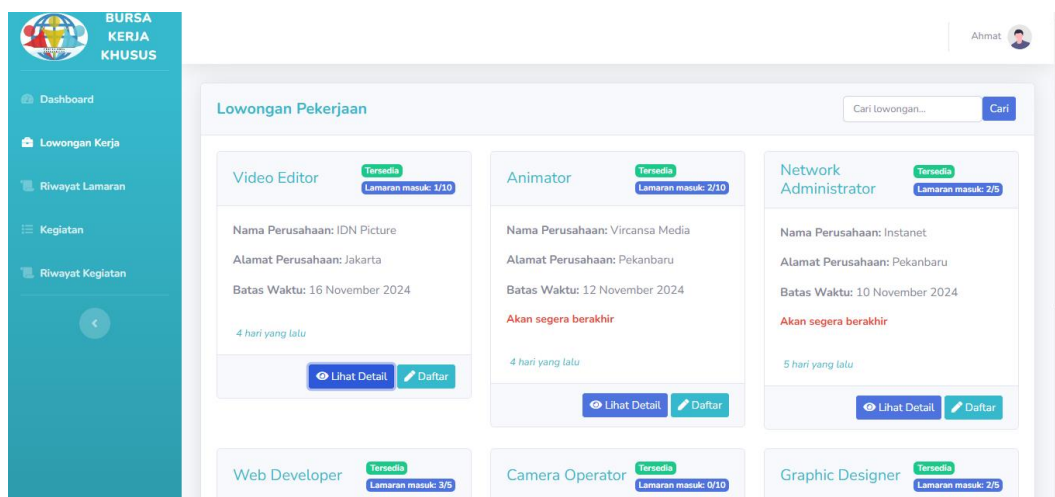 BURSA
KERJA
KHUSUS
Ahmat
Dashboard
Lowongan Kerja
Riwayat Lamaran
Kegiatan
Riwayat Kegiatan
Lowongan Pekerjaan
Cari lowongan...
Cari
Video Editor
Tersedia
Lamaran masuk: 1/10
Nama Perusahaan: IDN Picture
Alamat Perusahaan: Jakarta
Batas Waktu: 16 November 2024
4 hari yang lalu
Lihat Detail
Daftar
Animator
Tersedia
Lamaran masuk: 2/10
Nama Perusahaan: Vircansa Media
Alamat Perusahaan: Pekanbaru
Batas Waktu: 12 November 2024
Akan segera berakhir
4 hari yang lalu
Lihat Detail
Daftar
Network
Administrator
Tersedia
Lamaran masuk: 2/5
Nama Perusahaan: Instanet
Alamat Perusahaan: Pekanbaru
Batas Waktu: 10 November 2024
Akan segera berakhir
5 hari yang lalu
Lihat Detail
Daftar
Web Developer
Tersedia
Lamaran masuk: 3/5
Camera Operator
Tersedia
Lamaran masuk: 0/10
Graphic Designer
Tersedia
Lamaran masuk: 2/5